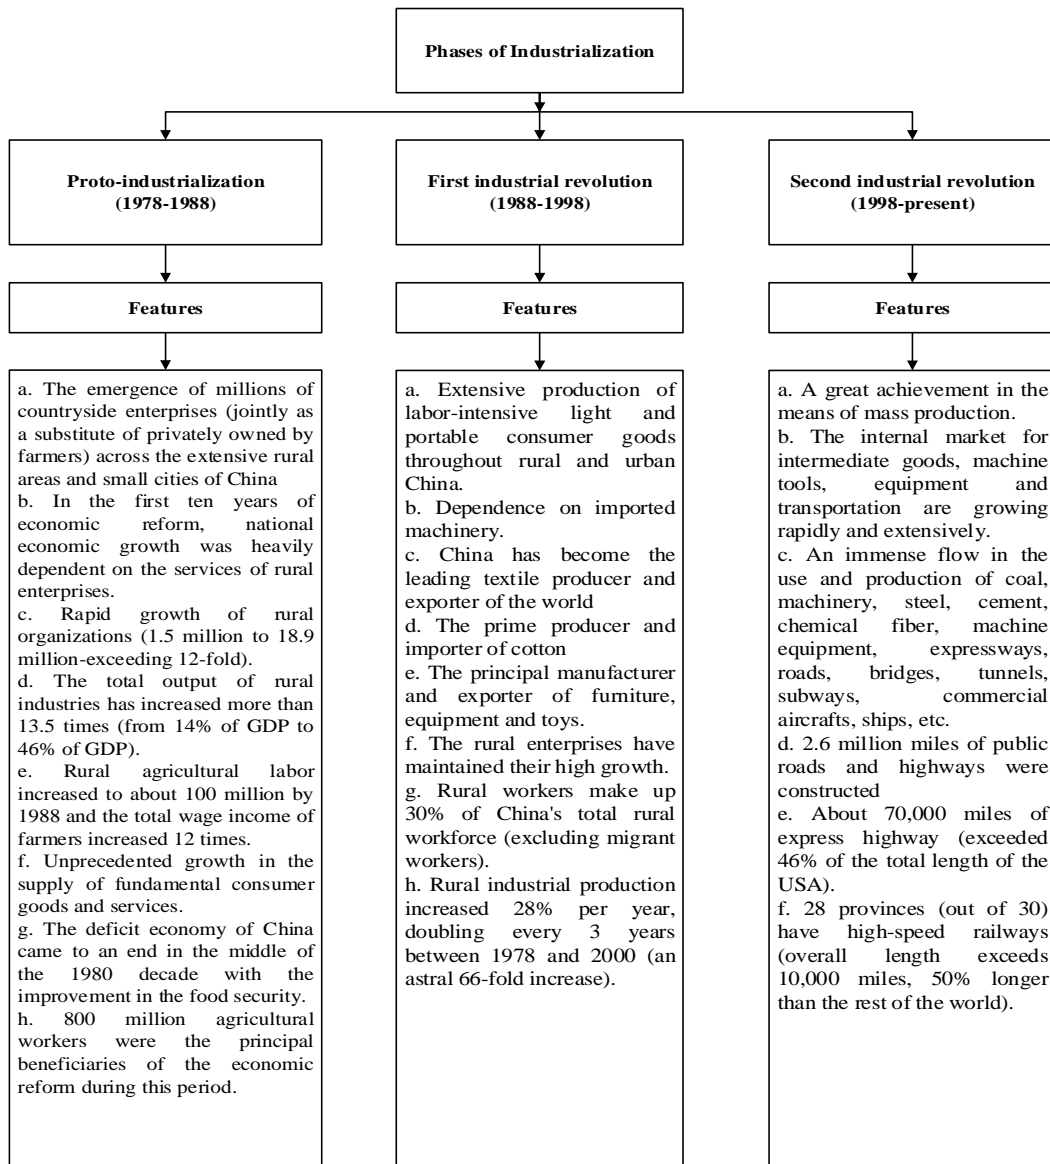 Phases of Industrialization
Proto-industrialization
(1978-1988)
Features
a. The emergence of millions of
countryside enterprises (jointly as
a substitute of privately owned by
farmers) across the extensive rural
areas and small cities of China
b. In the first ten years of
economic reform, national
economic growth was heavily
dependent on the services of rural
enterprises.
c. Rapid growth of rural
organizations (1.5 million to 18.9
million-exceeding 12-fold).
d. The total output of rural
industries has increased more than
13.5 times (from 14% of GDP to
46% of GDP).
e. Rural agricultural labor
increased to about 100 million by
1988 and the total wage income of
farmers increased 12 times.
f. Unprecedented growth in the
supply of fundamental consumer
goods and services.
g. The deficit economy of China
came to an end in the middle of
the 1980 decade with the
improvement in the food security.
h. 800 million agricultural
workers were the principal
beneficiaries of the economic
reform during this period.
First industrial revolution
(1988-1998)
Features
a. Extensive production of
labor-intensive light and
portable consumer goods
throughout rural and urban
China.
b. Dependence on imported
machinery.
c. China has become the
leading textile producer and
exporter of the world
d. The prime producer and
importer of cotton
e. The principal manufacturer
and exporter of furniture,
equipment and toys.
f. The rural enterprises have
maintained their high growth.
g. Rural workers make up
30% of China's total rural
workforce (excluding migrant
workers).
h. Rural industrial production
increased 28% per year,
doubling every 3 years
between 1978 and 2000 (an
astral 66-fold increase).
Second industrial revolution
(1998-present)
Features
a. A great achievement in the
means of mass production.
b. The internal market for
intermediate goods, machine
tools, equipment and
transportation are growing
rapidly and extensively.
c. An immense flow in the
use and production of coal,
machinery, steel, cement,
chemical fiber, machine
equipment, expressways,
roads, bridges, tunnels,
subways, commercial
aircrafts, ships, etc.
d. 2.6 million miles of public
roads and highways were
constructed
e. About 70,000 miles of
express highway (exceeded
46% of the total length of the
USA).
f. 28 provinces (out of 30)
have high-speed railways
(overall length exceeds
10,000 miles, 50% longer
than the rest of the world).